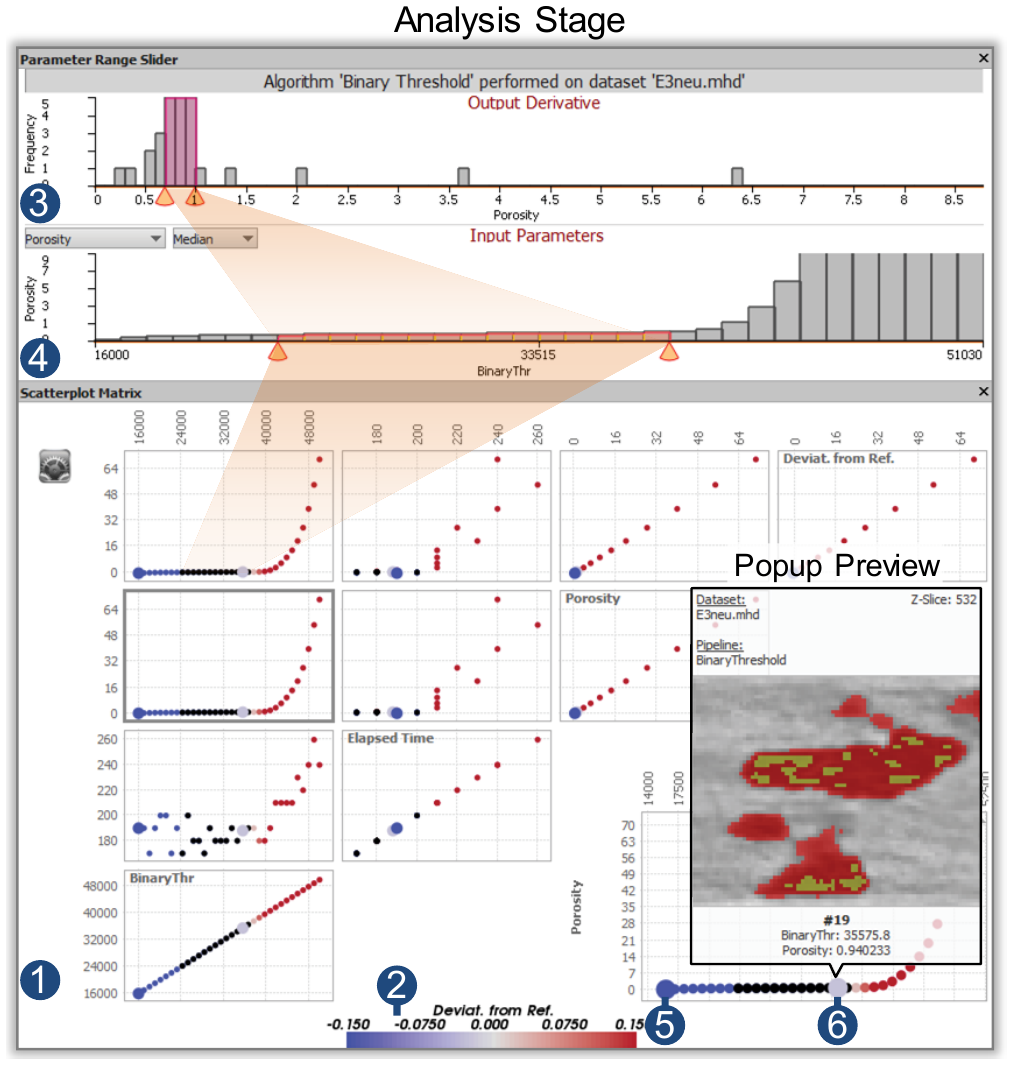 Analysis Stage
Parameter Range Slider
Algorithm 'Binary Threshold' performed on dataset 'E3neu.mhd'
Output Derivative
Frequency
5
4
3
2
1
0 0.5 1 1.5 2 2.5 3 3.5 4 4.5 5 5.5 6 6.5 7 7.5 8 8.5
Porosity
3
Porosity Median
Input Parameters
Porosity
9
7
5
3
1
16000 33515 51030
BinaryThr
4
Scatterplot Matrix
16000 24000 32000 40000 48000 180 200 220 240 260 0 16 32 48 64 0 16 32 48 64
Deviat. from Ref.
64
48
32
16
0
Popup Preview
Porosity
64
48
32
16
0
Dataset: Z-Slice: 532
E3neu.mhd
Pipeline:
BinaryThreshold
Elapsed Time
260
240
220
200
180
14000 17500
BinaryThr
48000
40000
32000
24000
16000
Porosity
70
63
56
49
42
35
28
21
14
7
0
#19
BinaryThr: 35575.8
Porosity: 0.940233
1
2
5
6
Deviat. from Ref.
-0.150 -0.0750 0.000 0.0750 0.15